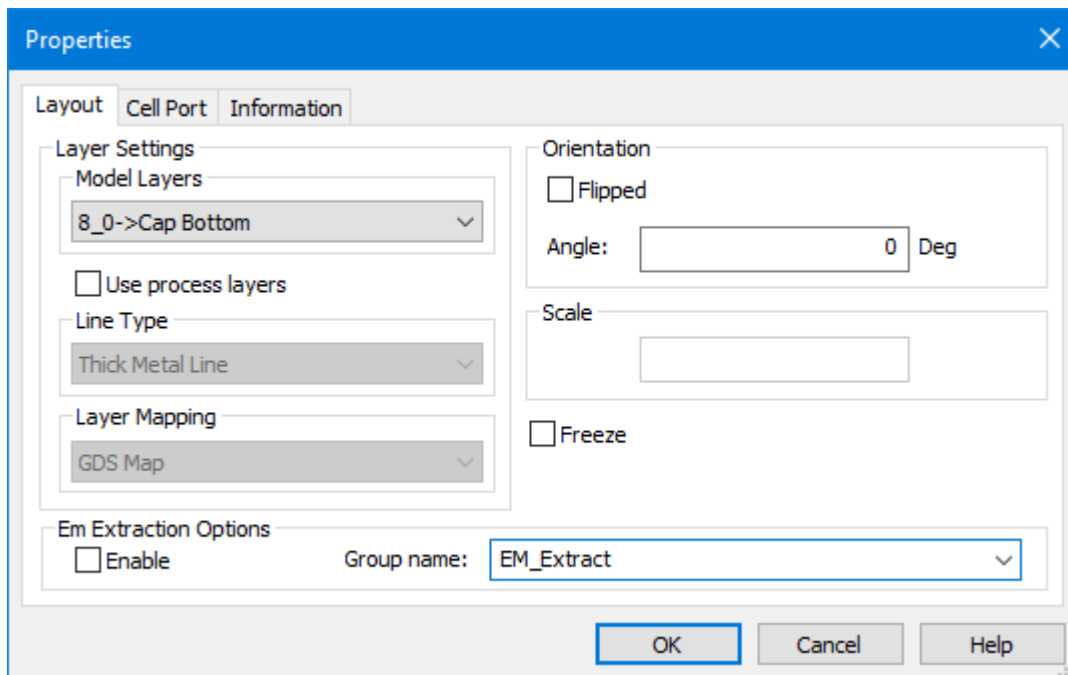 Properties
Layout Cell Port Information
Layer Settings
Model Layers
8_0->Cap Bottom
Use process layers
Line Type
Thick Metal Line
Layer Mapping
GDS Map
Orientation
Flipped
Angle: 0 Deg
Scale
Freeze
Em Extraction Options
Enable Group name: EM_Extract
OK Cancel Help